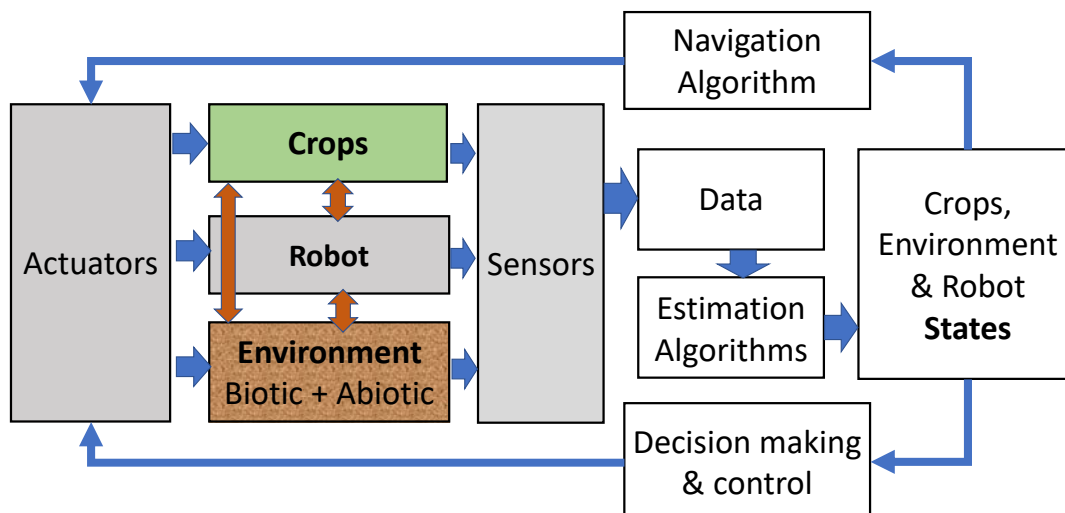 Navigation
Algorithm
Actuators
Crops
Robot
Environment
Biotic + Abiotic
Sensors
Data
Estimation
Algorithms
Crops,
Environment
& Robot
States
Decision making
& control